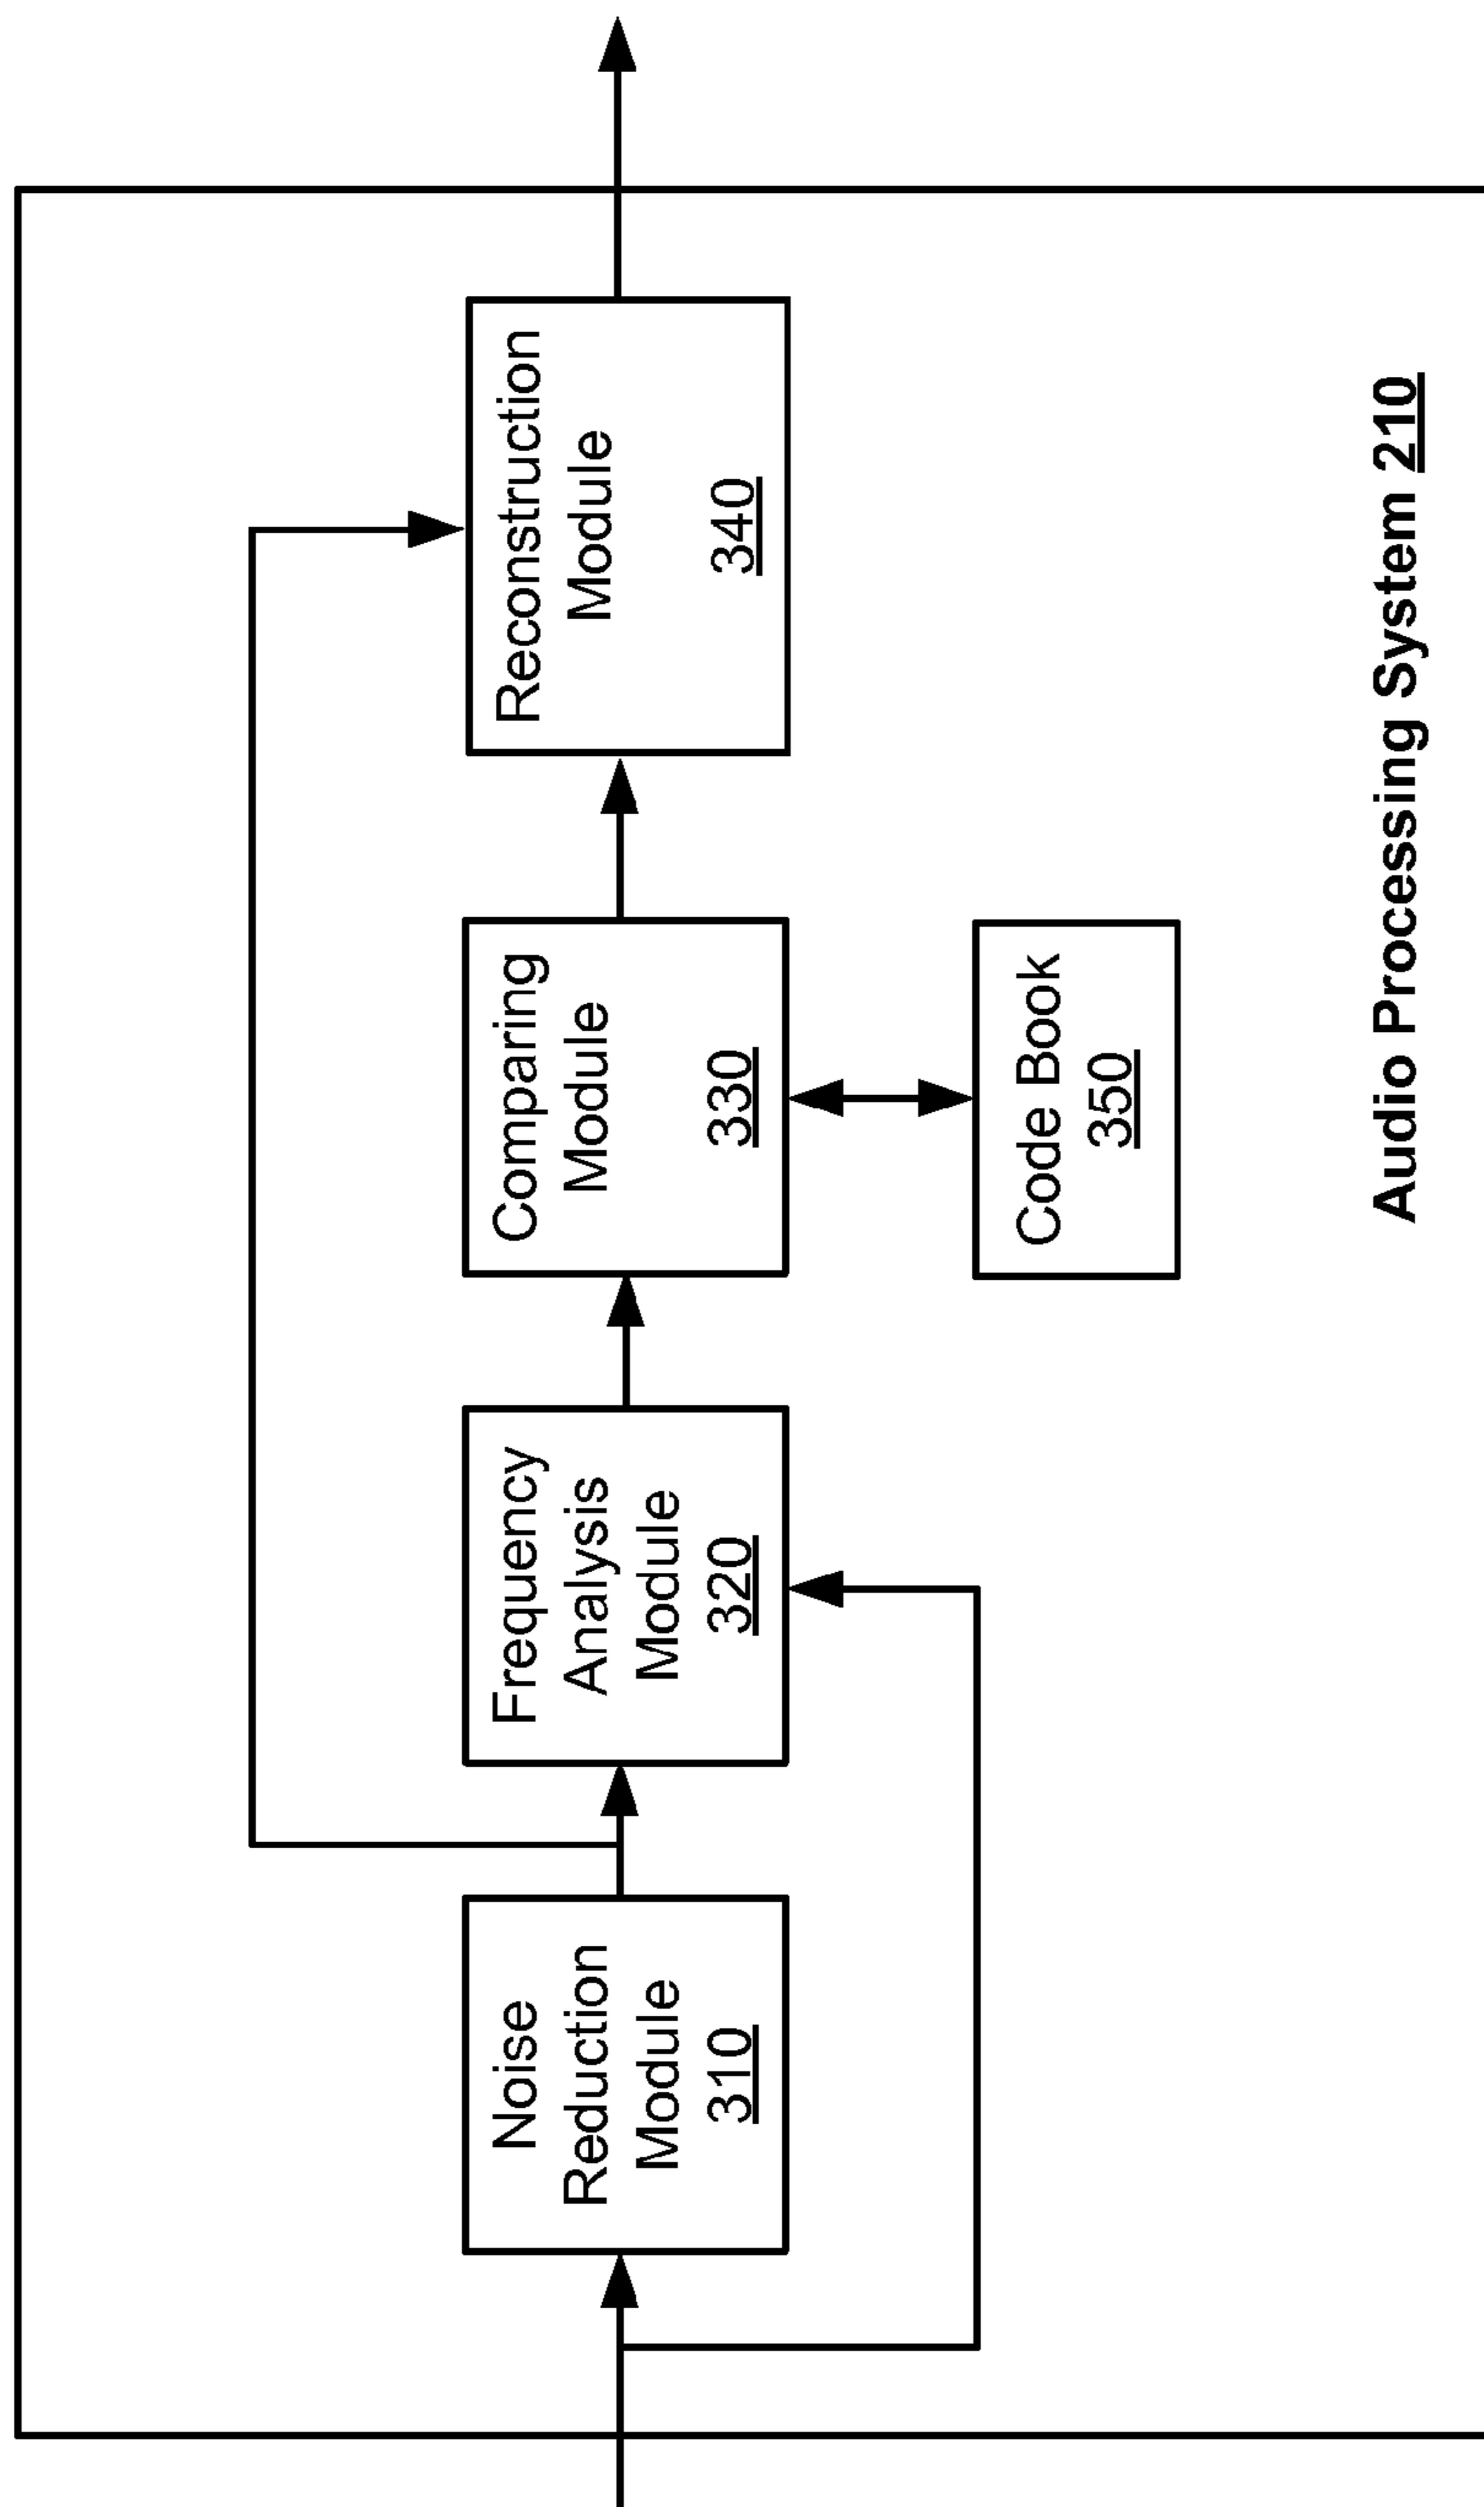 Noise
Reduction
Module
310
Frequency
Analysis
Module
320
Comparing
Module
330
Reconstruction
Module
340
Code Book
350
Audio Processing System 210